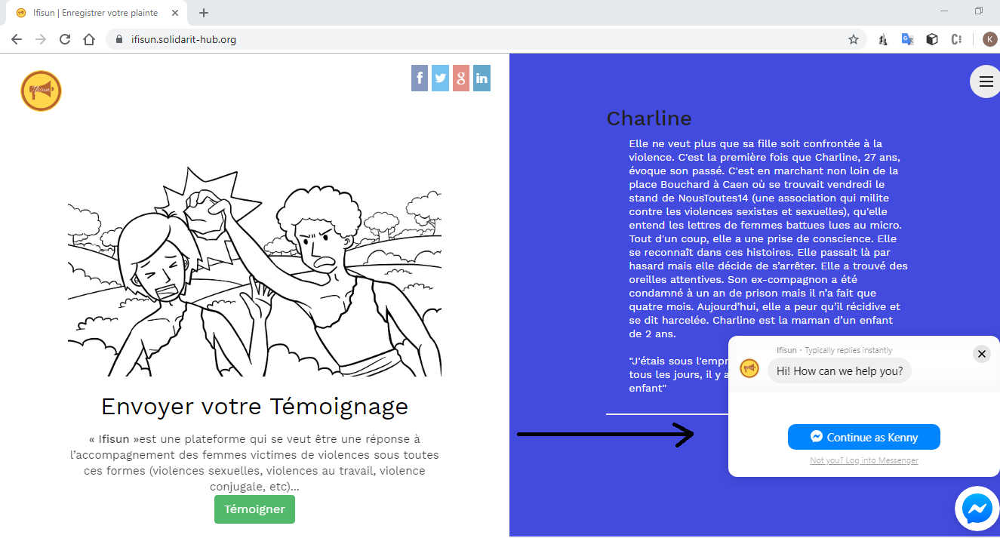 Ifisun | Enregistrer votre plainte
ifisun.solidarit-hub.org
K
Ifisun
f
g
in
Envoyer votre Témoignage
« Ifisun »est une plateforme qui se veut être une réponse à
l’accompagnement des femmes victimes de violences sous toutes
ces formes (violences sexuelles, violences au travail, violence
conjugale, etc)...
Témoigner
Charline
Elle ne veut plus que sa fille soit confrontée à la
violence. C'est la première fois que Charline, 27 ans,
évoque son passé. C'est en marchant non loin de la
place Bouchard à Caen où se trouvait vendredi le
stand de NousToutes14 (une association qui milite
contre les violences sexistes et sexuelles), qu'elle
entend les lettres de femmes battues lues au micro.
Tout d'un coup, elle a une prise de conscience. Elle
se reconnaît dans ces histoires. Elle passait là par
hasard mais elle décide de s’arrêter. Elle a trouvé des
oreilles attentives. Son ex-compagnon a été
condamné à un an de prison mais il n’a fait que
quatre mois. Aujourd’hui, elle a peur qu’il récidive et
se dit harcelée. Charline est la maman d’un enfant
de 2 ans.
"J'étais sous l'empr
tous les jours, il y a
enfant"
Ifisun · Typically replies instantly
Hi! How can we help you?
Continue as Kenny
Not you? Log into Messenger